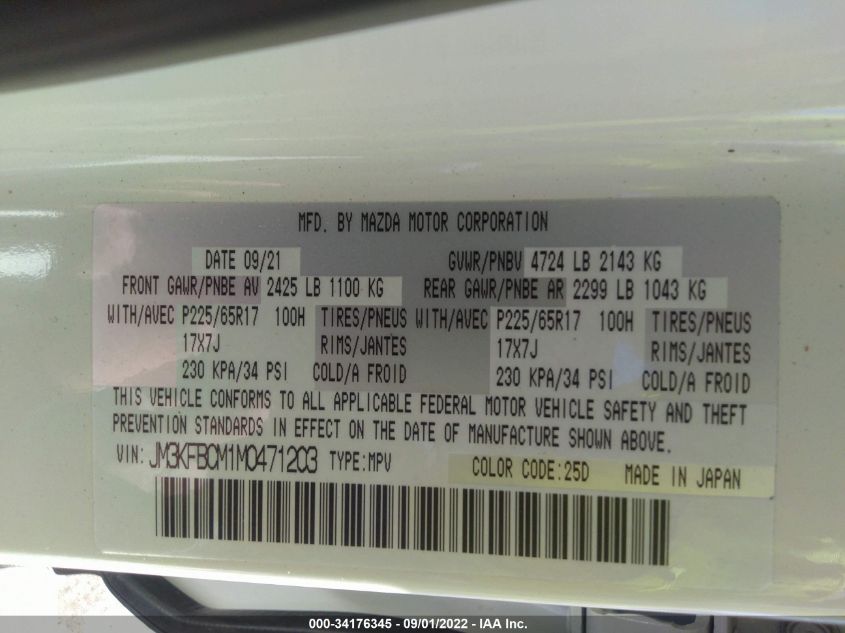 MFD. BY MAZDA MOTOR CORPORATION
DATE 09/21 GVWR/PNBV 4724 LB 2143 KG
FRONT GAWR/PNBE AV 2425 LB 1100 KG REAR GAWR/PNBE AR 2299 LB 1043 KG
WITH/AVEC P225/65R17 100H TIRES/PNEUS WITH/AVEC P225/65R17 100H TIRES/PNEUS
17X7J RIMS/JANTES 17X7J RIMS/JANTES
230 KPA/34 PSI COLD/A FROID 230 KPA/34 PSI COLD/A FROID
THIS VEHICLE CONFORMS TO ALL APPLICABLE FEDERAL MOTOR VEHICLE SAFETY AND THEFT
PREVENTION STANDARDS IN EFFECT ON THE DATE OF MANUFACTURE SHOWN ABOVE.
VIN: JM3KFBCM1M0471203 TYPE:MPV COLOR CODE:25D MADE IN JAPAN
000-34176345 - 09/01/2022 - IAA Inc.